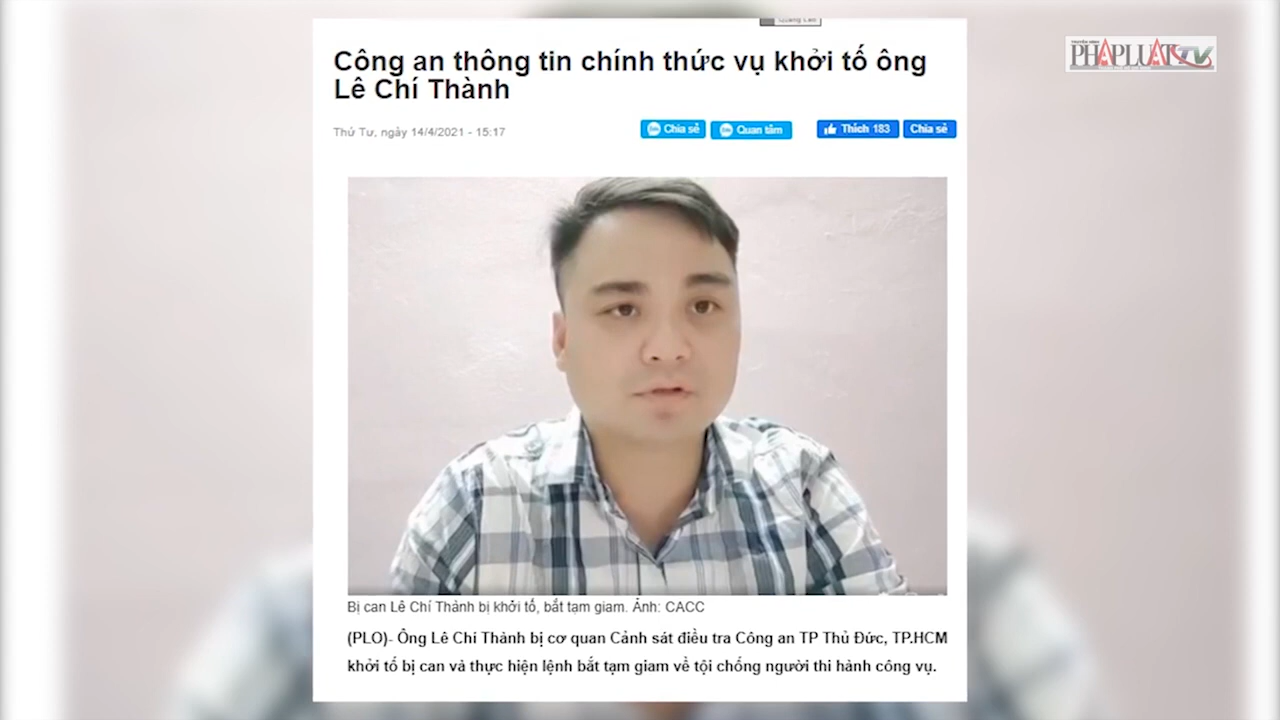 PHÁPLUẬT TV
Công an thông tin chính thức vụ khởi tố ông
Lê Chí Thành
Thứ Tư, ngày 14/4/2021 - 15:17
Chia sẻ
Quan tâm
Thích 183
Chia sẻ
Bị can Lê Chí Thành bị khởi tố, bắt tạm giam. Ảnh: CACC
(PLO)- Ông Lê Chí Thành bị cơ quan Cảnh sát điều tra Công an TP Thủ Đức, TP.HCM
khởi tố bị can và thực hiện lệnh bắt tạm giam về tội chống người thi hành công vụ.